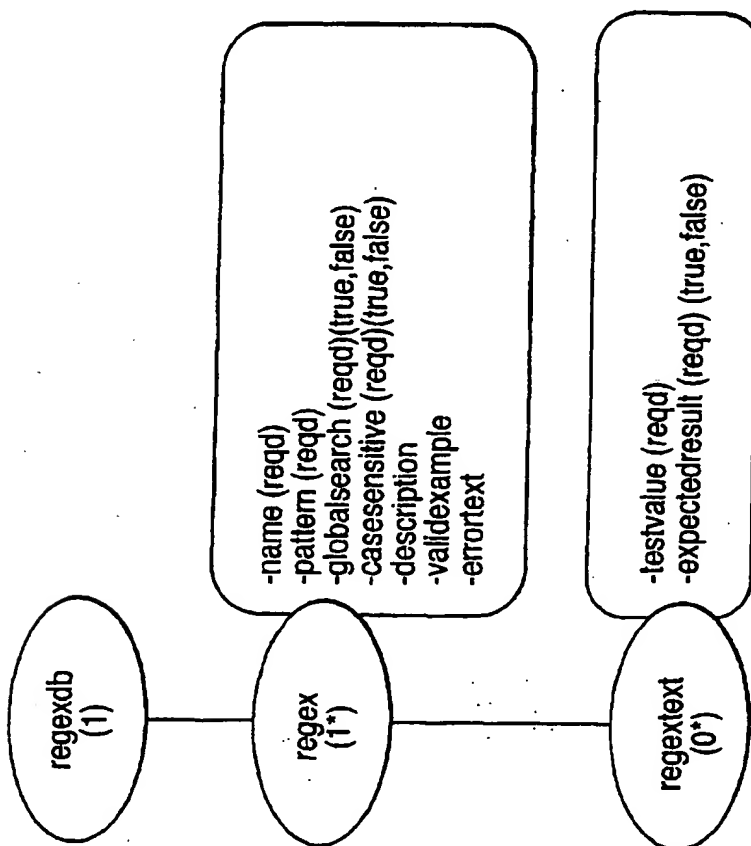 regexdb
(1)
regex
(1*)
-name (reqd)
-pattern (reqd)
-globalsearch (reqd)(true,false)
-casesensitive (reqd)(true,false)
-description
-validexample
-errortext
regextext
(0*)
-testvalue (reqd)
-expectedresult (reqd) (true,false)